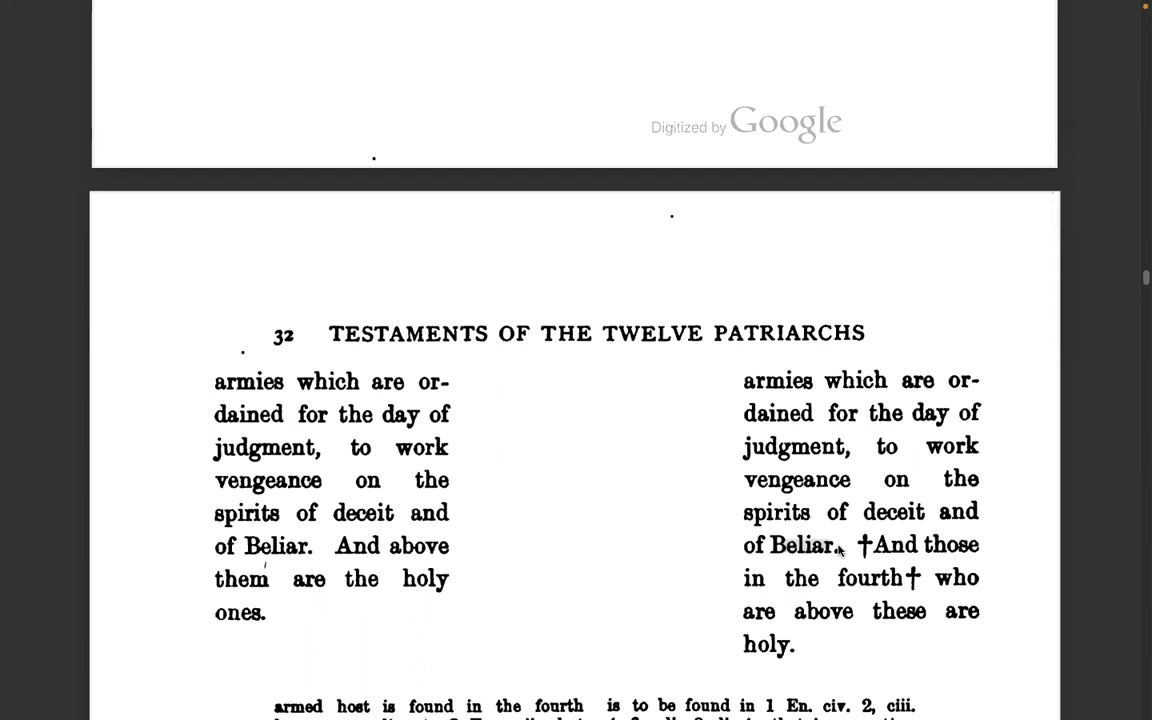 Digitized by Google
32 TESTAMENTS OF THE TWELVE PATRIARCHS
armies which are or-
dained for the day of
judgment, to work
vengeance on the
spirits of deceit and
of Beliar. And above
them are the holy
ones.
armies which are or-
dained for the day of
judgment, to work
vengeance on the
spirits of deceit and
of Beliar. †And those
in the fourth† who
are above these are
holy.
armed host is found in the fourth
is to be found in 1 En. civ. 2, ciii.